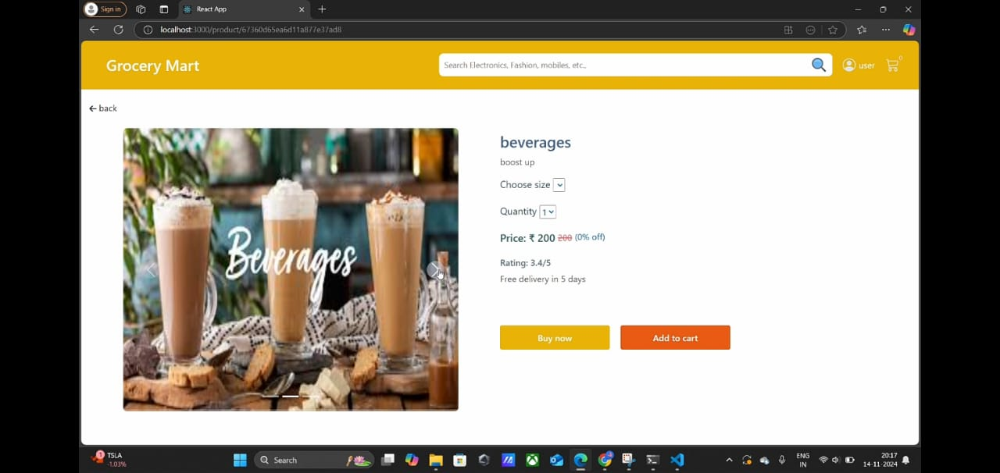 Sign in
React App
localhost:3000/product/67360d65ea6d11a877e37ad8
Grocery Mart
Search Electronics, Fashion, mobiles, etc.,
user
0
back
Beverages
beverages
boost up
Choose size
Quantity 1
Price: ₹ 200 200 (0% off)
Rating: 3.4/5
Free delivery in 5 days
Buy now
Add to cart
1
TSLA
-1.03%
Search
ENG
IN
20:17
14-11-2024